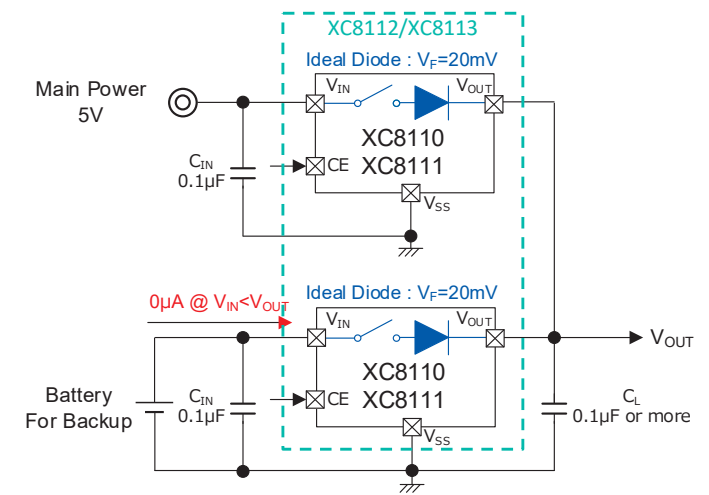 XC8112/XC8113
Ideal Diode : VF=20mV
Main Power
5V
VIN
VOUT
XC8110
XC8111
CIN
0.1μF
CE
VSS
0μA @ VIN<VOUT
Ideal Diode : VF=20mV
VIN
VOUT
VOUT
XC8110
XC8111
Battery
For Backup
CIN
0.1μF
CE
CL
0.1μF or more
VSS